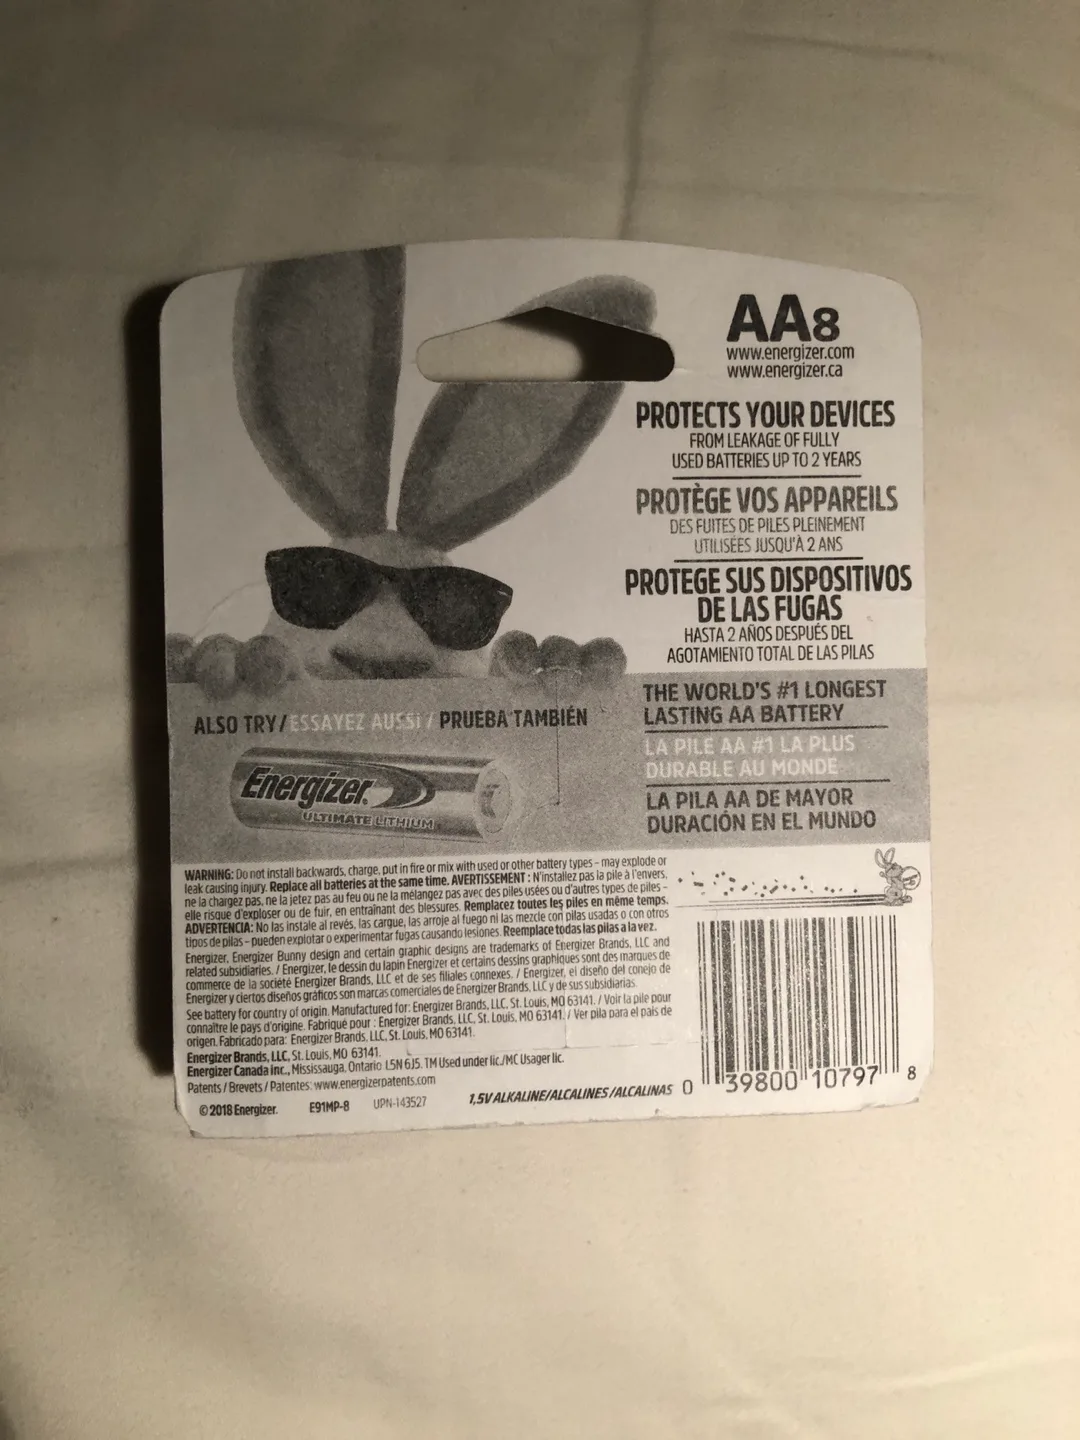 AA8
www.energizer.com
www.energizer.ca
PROTECTS YOUR DEVICES
FROM LEAKAGE OF FULLY
USED BATTERIES UP TO 2 YEARS
PROTÈGE VOS APPAREILS
DES FUITES DE PILES PLEINEMENT
UTILISÉES JUSQU'À 2 ANS
PROTEGE SUS DISPOSITIVOS
DE LAS FUGAS
HASTA 2 AÑOS DESPUÉS DEL
AGOTAMIENTO TOTAL DE LAS PILAS
THE WORLD'S #1 LONGEST
LASTING AA BATTERY
LA PILE AA #1 LA PLUS
DURABLE AU MONDE
LA PILA AA DE MAYOR
DURACIÓN EN EL MUNDO
ALSO TRY/ESSAYEZ AUSSI/PRUEBA TAMBIÉN
Energizer.
ULTIMATE LITHIUM
WARNING: Do not install backwards, charge, put in fire or mix with used or other battery types – may explode or
leak causing injury. Replace all batteries at the same time. AVERTISSEMENT : N'installez pas la pile à l'envers,
ne la chargez pas, ne la jetez pas au feu ou ne la mélangez pas avec des piles usées ou d'autres types de piles –
elle risque d'exploser ou de fuir, en entraînant des blessures. Remplacez toutes les piles en même temps.
ADVERTENCIA: No las instale al revés, las cargue, las arroje al fuego ni las mezcle con pilas usadas o con otros
tipos de pilas – pueden explotar o experimentar fugas causando lesiones. Reemplace todas las pilas a la vez.
Energizer, Energizer Bunny design and certain graphic designs are trademarks of Energizer Brands, LLC and
related subsidiaries. / Energizer, le dessin du lapin Energizer et certains dessins graphiques sont des marques de
commerce de la societé Energizer Brands, LLC et de ses filiales connexes. / Energizer, el diseño del conejo de
Energizer y ciertos diseños gráficos son marcas comerciales de Energizer Brands, LLC y de sus subsidiarias.
See battery for country of origin. Manufactured for: Energizer Brands, LLC, St. Louis, MO 63141. / Voir la pile pour
connaître le pays d'origine. Fabriqué pour : Energizer Brands, LLC, St. Louis, MO 63141. / Ver pila para el país de
origen. Fabricado para: Energizer Brands, LLC, St. Louis, MO 63141.
Energizer Brands, LLC, St. Louis, MO 63141.
Energizer Canada Inc., Mississauga, Ontario L5N 6J5. TM Used under lic./MC Usager lic.
Patents / Brevets / Patentes: www.energizerpatents.com
©2018 Energizer. E91MP-8 UPN-143527 1,5V ALKALINE/ALCALINES/ALCALINAS
0 39800 10797 8